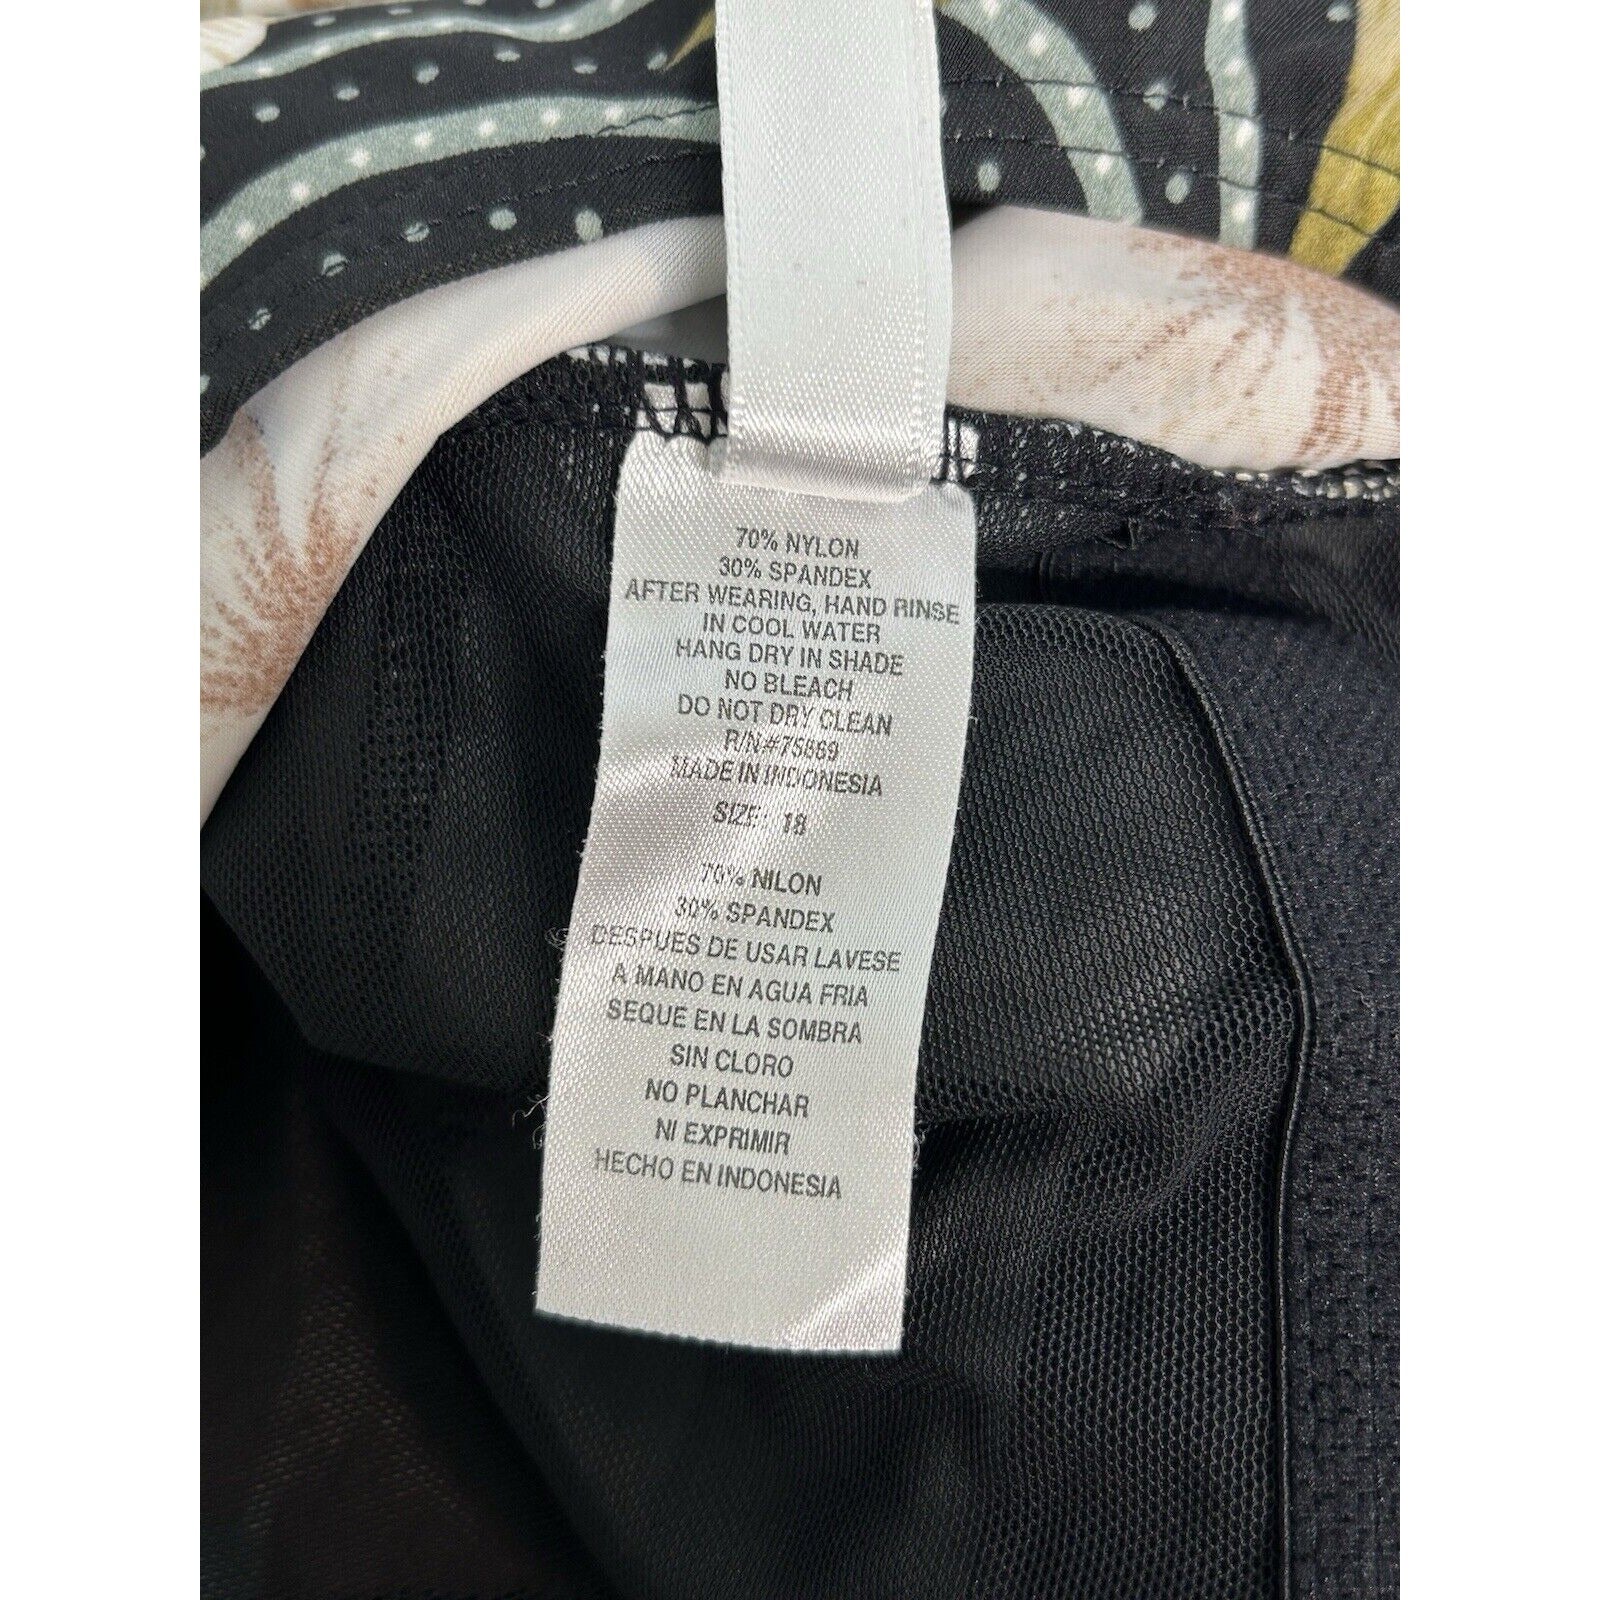 70% NYLON
30% SPANDEX
AFTER WEARING, HAND RINSE
IN COOL WATER
HANG DRY IN SHADE
NO BLEACH
DO NOT DRY CLEAN
R/N#75869
MADE IN INDONESIA
SIZE: 18
70% NILON
30% SPANDEX
DESPUES DE USAR LAVESE
A MANO EN AGUA FRIA
SEQUE EN LA SOMBRA
SIN CLORO
NO PLANCHAR
NI EXPRIMIR
HECHO EN INDONESIA